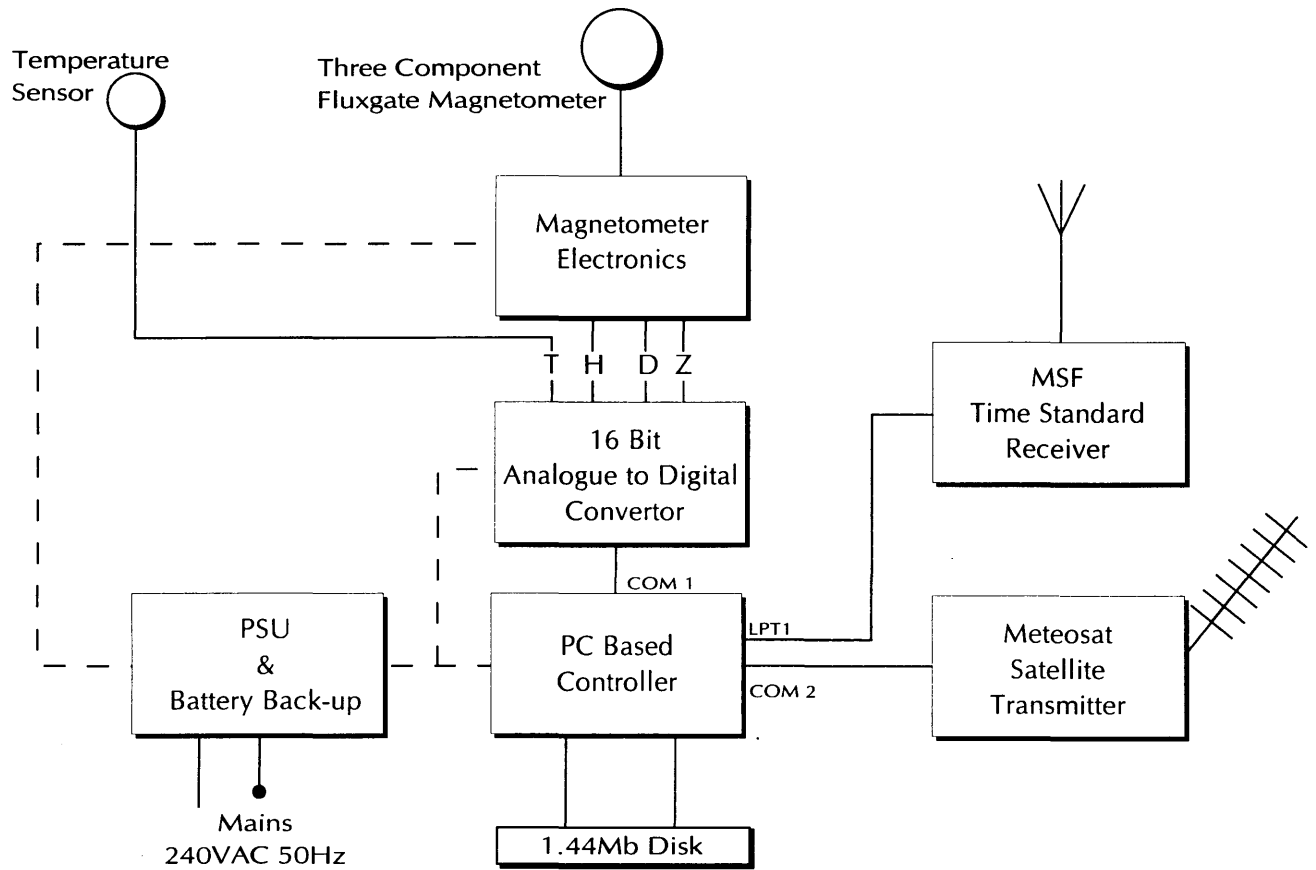 Temperature
Sensor
Three Component
Fluxgate Magnetometer
Magnetometer
Electronics
T H D Z
16 Bit
Analogue to Digital
Convertor
MSF
Time Standard
Receiver
COM 1
PSU
&
Battery Back-up
PC Based
Controller
LPT1
COM 2
Meteosat
Satellite
Transmitter
Mains
240VAC 50Hz
1.44Mb Disk